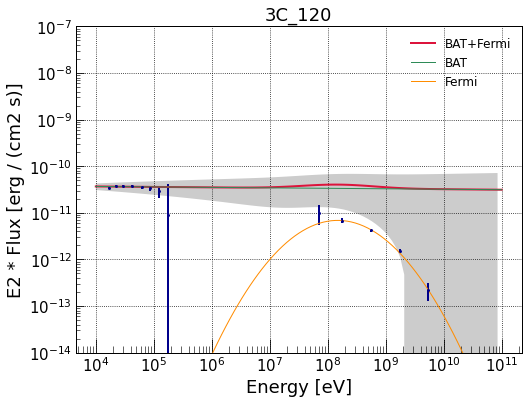 3C_120
E2 * Flux [erg / (cm2 s)]
10^-7
10^-8
10^-9
10^-10
10^-11
10^-12
10^-13
10^-14
BAT+Fermi
BAT
Fermi
10^4 10^5 10^6 10^7 10^8 10^9 10^10 10^11
Energy [eV]